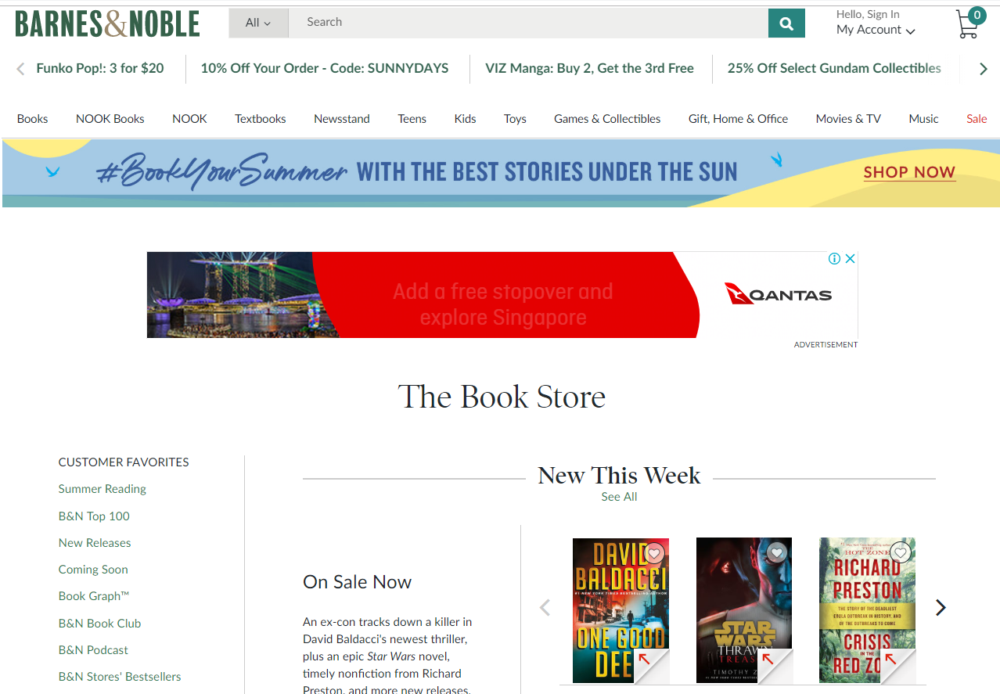 BARNES&NOBLE
All
Search
Hello, Sign In
My Account
0
Funko Pop!: 3 for $20
10% Off Your Order - Code: SUNNYDAYS
VIZ Manga: Buy 2, Get the 3rd Free
25% Off Select Gundam Collectibles
Books NOOK Books NOOK Textbooks Newsstand Teens Kids Toys Games & Collectibles Gift, Home & Office Movies & TV Music Sale
#BookYourSummer WITH THE BEST STORIES UNDER THE SUN
SHOP NOW
Add a free stopover and
explore Singapore
QANTAS
ADVERTISEMENT
The Book Store
CUSTOMER FAVORITES
Summer Reading
B&N Top 100
New Releases
Coming Soon
Book Graph™
B&N Book Club
B&N Podcast
B&N Stores' Bestsellers
New This Week
See All
On Sale Now
An ex-con tracks down a killer in
David Baldacci's newest thriller,
plus an epic Star Wars novel,
timely nonfiction from Richard
Preston, and more new releases.
DAVID
BALDACCI
#1 NEW YORK TIMES BESTSELLING AUTHOR
ONE GOOD
DEE
STAR
WARS
THRAWN
TREAS
TIMOTHY Z
HOT ZONE
RICHARD
PRESTON
THE STORY OF THE DEADLIEST
EBOLA OUTBREAK IN HISTORY, AND
OF THE OUTBREAKS TO COME
CRISIS
IN THE
RED ZO